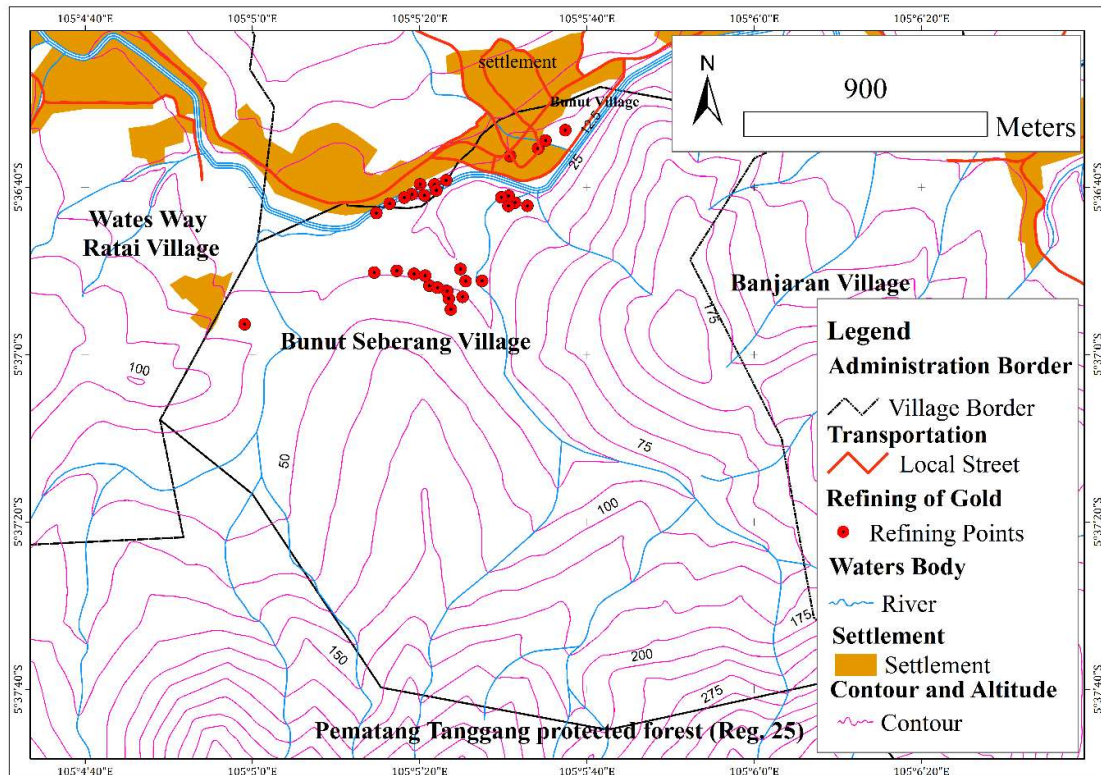 105°4'40"E 105°5'0"E 105°5'20"E 105°5'40"E 105°6'0"E 105°6'20"E
settlement
Bunut Village
N
900
Meters
12.5
25
5°36'40"S 5°36'40"S
Wates Way
Ratai Village
Banjaran Village
175
Bunut Seberang Village
5°37'0"S 5°37'0"S
100
50
75
100
5°37'20"S 5°37'20"S
175
150
200
275
5°37'40"S 5°37'40"S
Pematang Tanggang protected forest (Reg. 25)
Legend
Administration Border
Village Border
Transportation
Local Street
Refining of Gold
Refining Points
Waters Body
River
Settlement
Settlement
Contour and Altitude
Contour
105°4'40"E 105°5'0"E 105°5'20"E 105°5'40"E 105°6'0"E 105°6'20"E